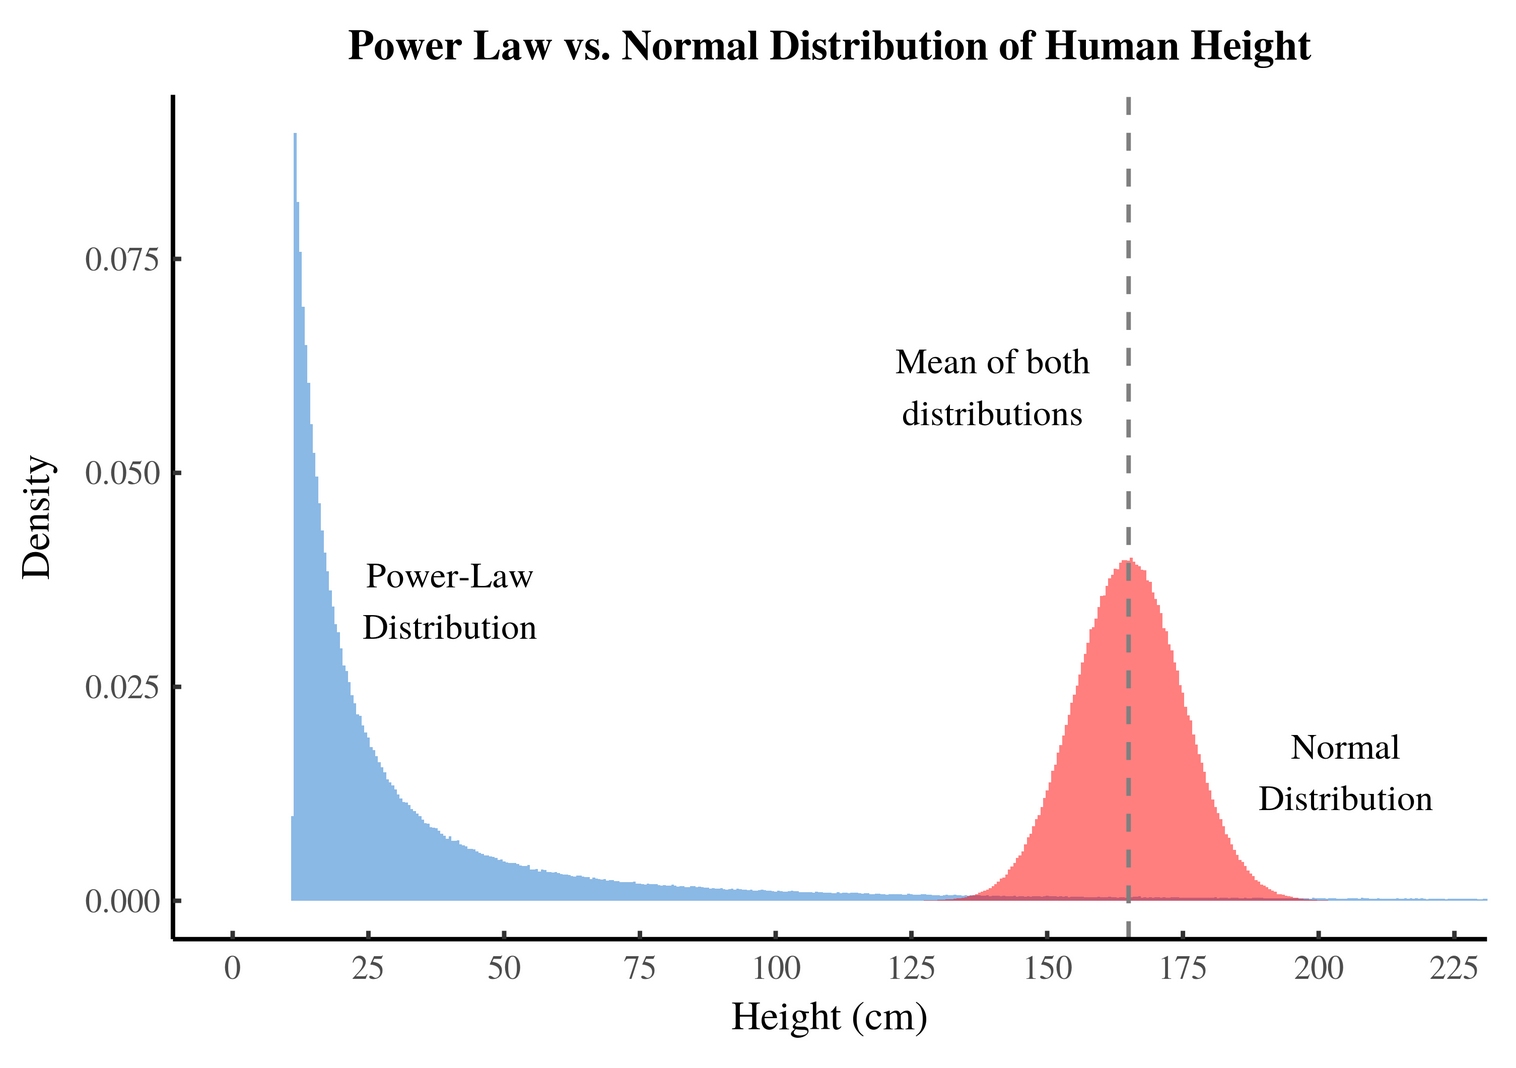 Power Law vs. Normal Distribution of Human Height
0.075
0.050
0.025
0.000
Density
Mean of both
distributions
Power-Law
Distribution
Normal
Distribution
0 25 50 75 100 125 150 175 200 225
Height (cm)